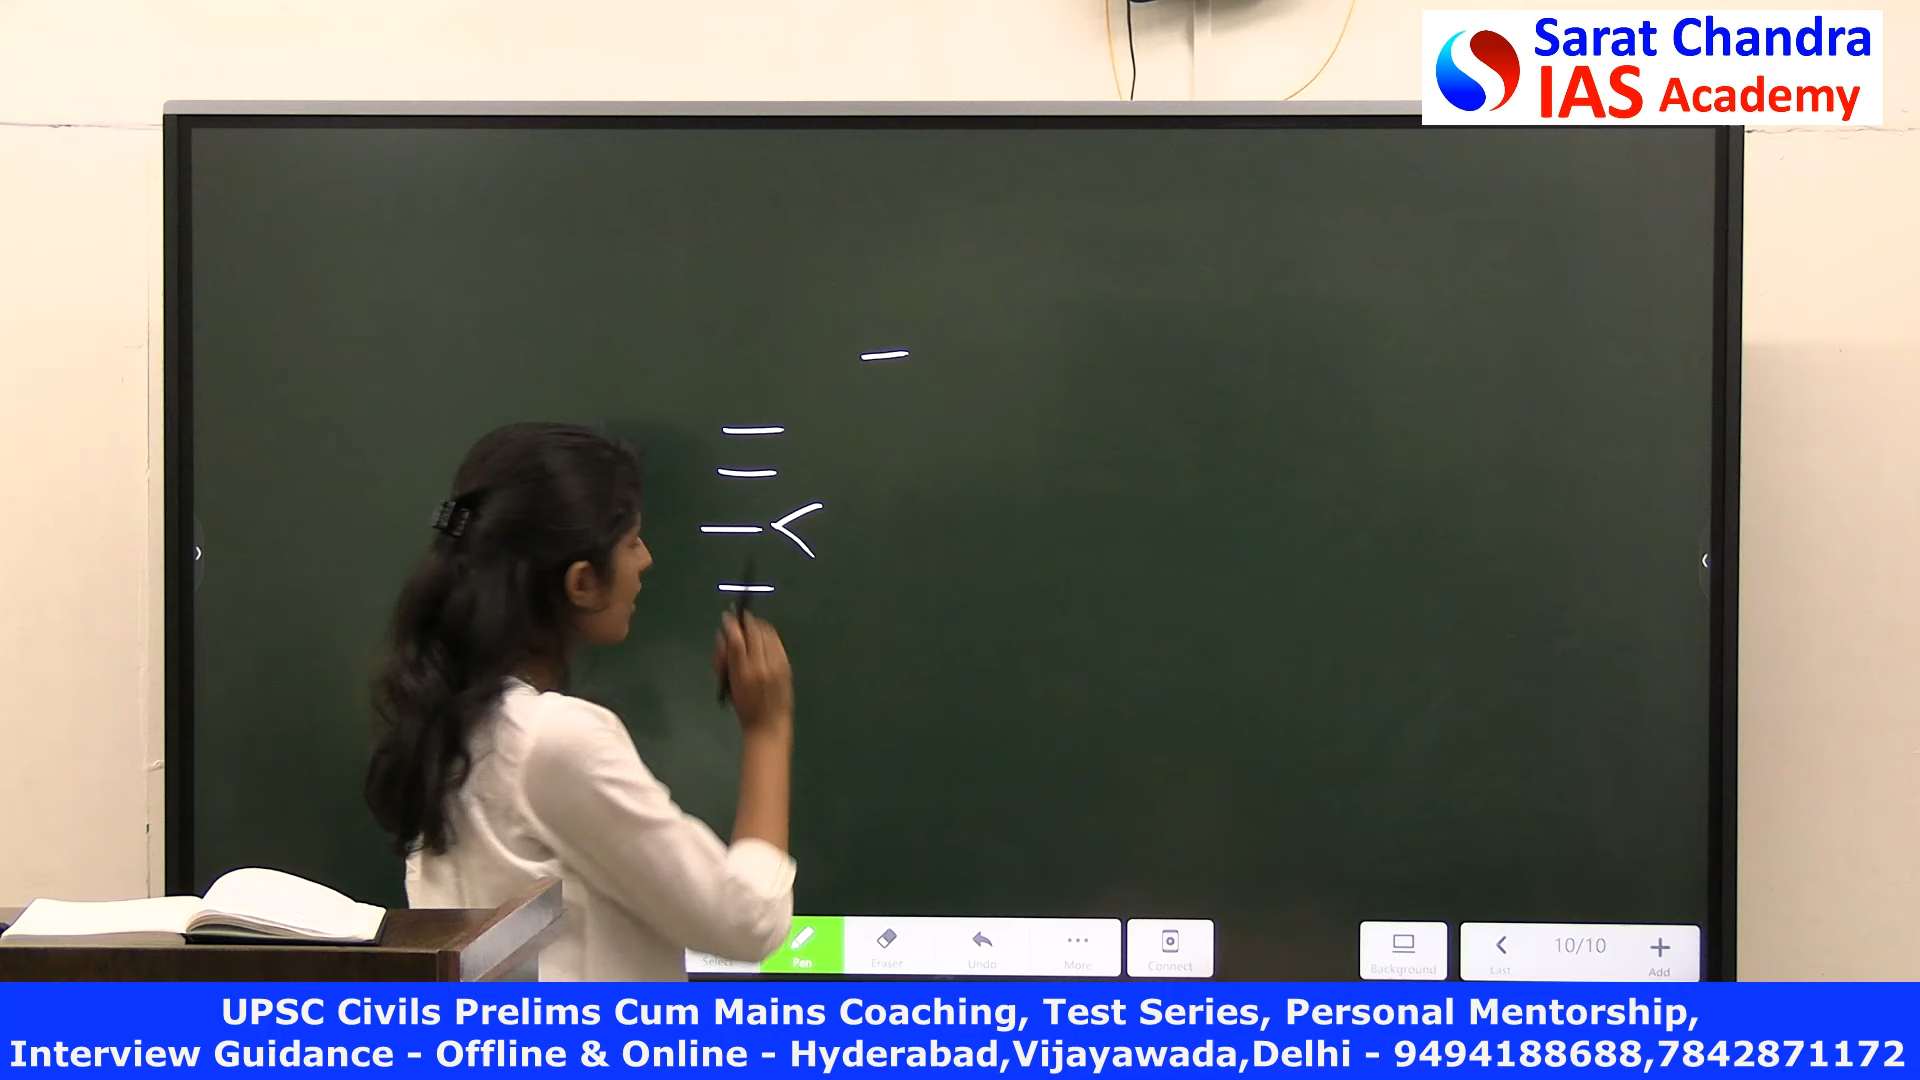 Sarat Chandra
IAS Academy
Select
Pen
Eraser
Undo
More
Connect
Background
Last
10/10
Add
UPSC Civils Prelims Cum Mains Coaching, Test Series, Personal Mentorship,
Interview Guidance - Offline & Online - Hyderabad,Vijayawada,Delhi - 9494188688,7842871172